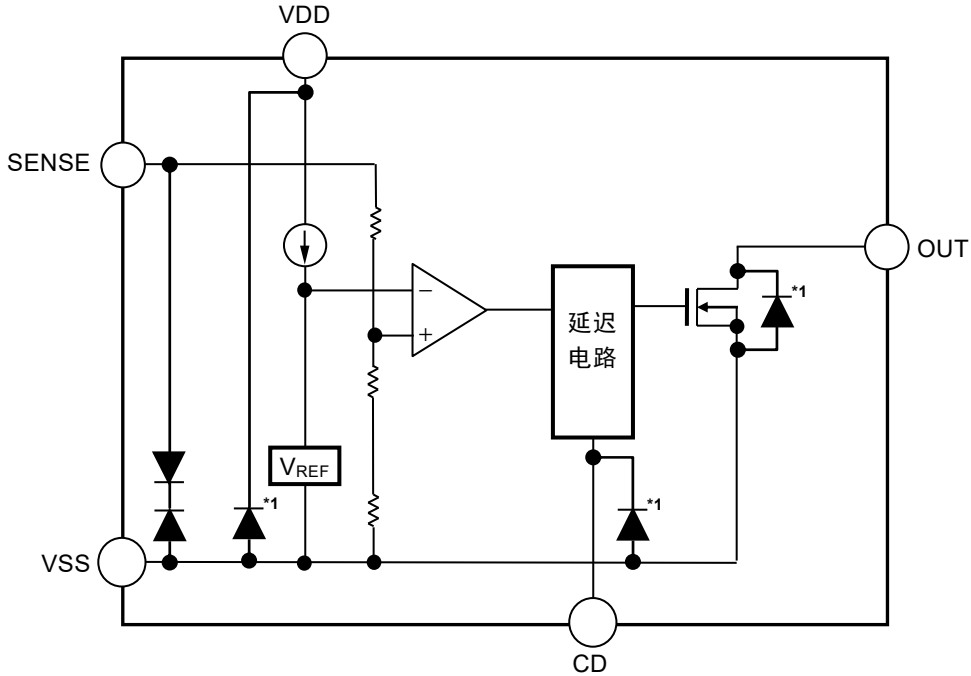 VDD
SENSE
OUT
*1
−
+
延迟
电路
VREF
*1
*1
VSS
CD